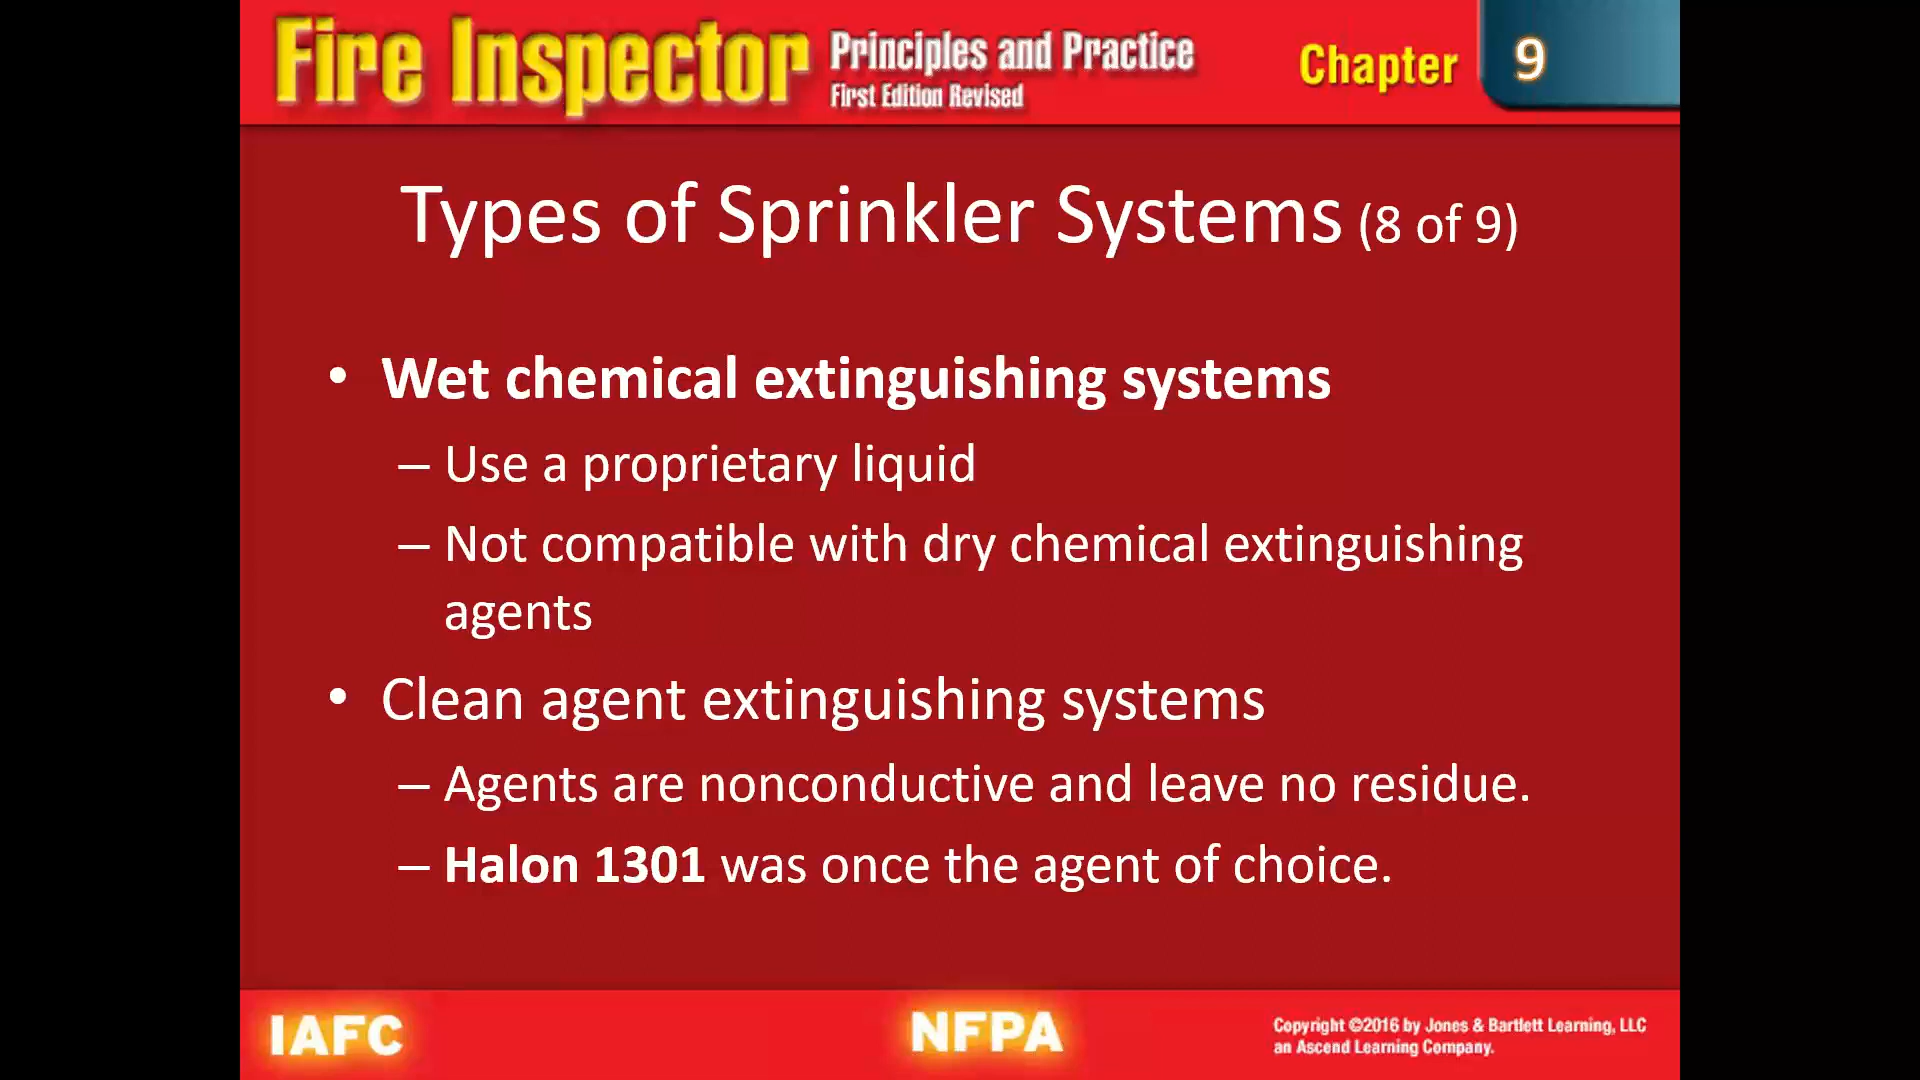 Fire Inspector Principles and Practice
First Edition Revised
Chapter 9
Types of Sprinkler Systems (8 of 9)
• Wet chemical extinguishing systems
– Use a proprietary liquid
– Not compatible with dry chemical extinguishing
agents
• Clean agent extinguishing systems
– Agents are nonconductive and leave no residue.
– Halon 1301 was once the agent of choice.
IAFC
NFPA
Copyright ©2016 by Jones & Bartlett Learning, LLC
an Ascend Learning Company.